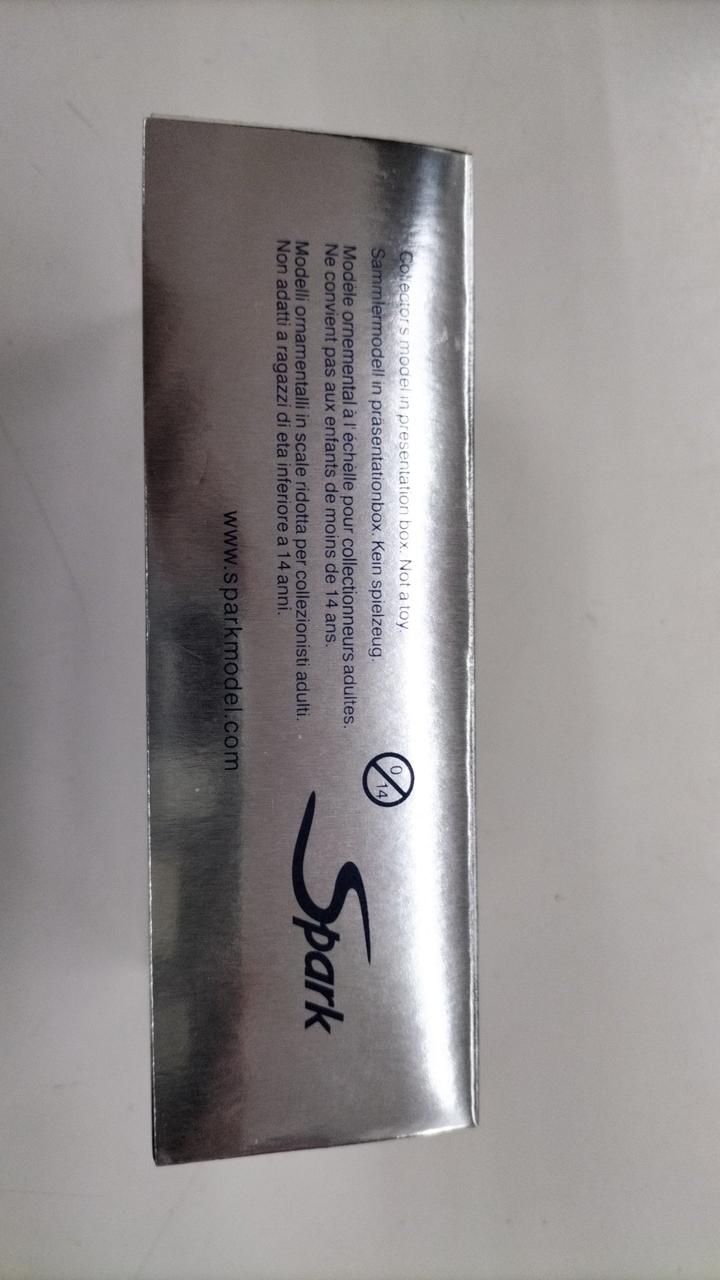 Collector's model in presentation box. Not a toy.
Sammlermodell in präsentationbox. Kein spielzeug.
Modèle ornemental à l'échèlle pour collectionneurs adultes.
Ne convient pas aux enfants de moins de 14 ans.
Modelli ornamentalli in scale ridotta per collezionisti adulti.
Non adatti a ragazzi di eta inferiore a 14 anni.
www.sparkmodel.com
0 14
Spark